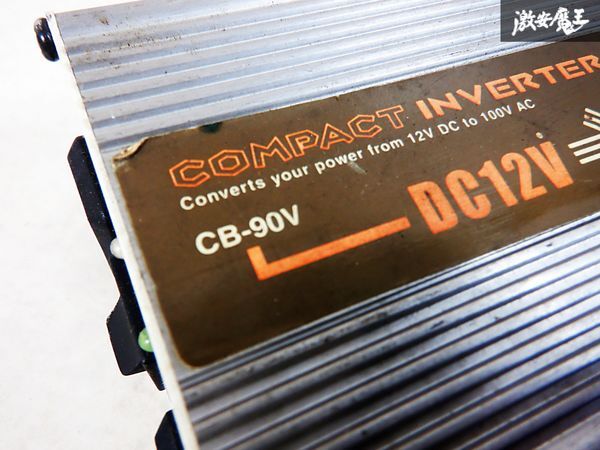 激安魔王
COMPACT INVERTER
Converts your power from 12V DC to 100V AC
CB-90V
DC12V